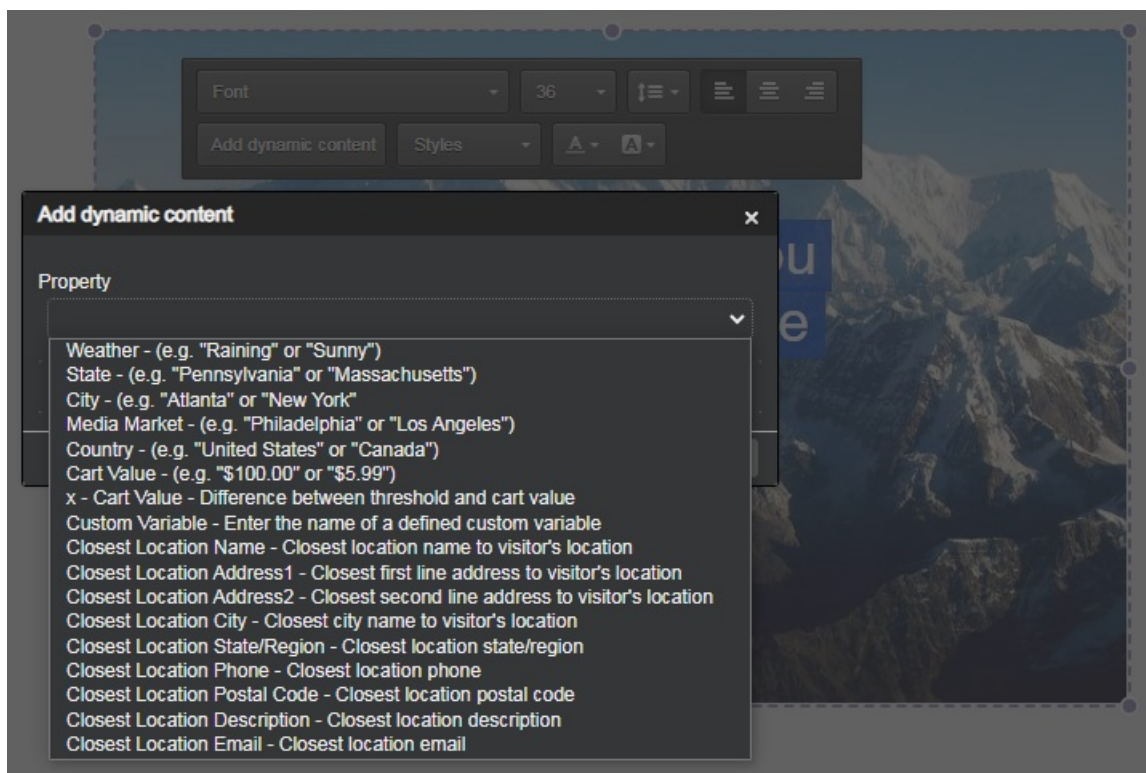 Font
36
Add dynamic content
Styles
A
A
Add dynamic content
×
u
e
Property
Weather - (e.g. "Raining" or "Sunny")
State - (e.g. "Pennsylvania" or "Massachusetts")
City - (e.g. "Atlanta" or "New York"
Media Market - (e.g. "Philadelphia" or "Los Angeles")
Country - (e.g. "United States" or "Canada")
Cart Value - (e.g. "$100.00" or "$5.99")
x - Cart Value - Difference between threshold and cart value
Custom Variable - Enter the name of a defined custom variable
Closest Location Name - Closest location name to visitor's location
Closest Location Address1 - Closest first line address to visitor's location
Closest Location Address2 - Closest second line address to visitor's location
Closest Location City - Closest city name to visitor's location
Closest Location State/Region - Closest location state/region
Closest Location Phone - Closest location phone
Closest Location Postal Code - Closest location postal code
Closest Location Description - Closest location description
Closest Location Email - Closest location email